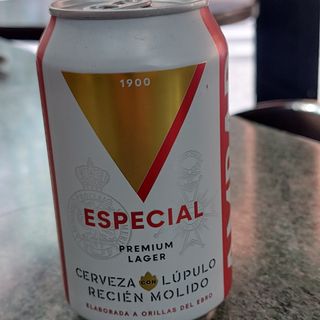 1900
ESPECIAL
PREMIUM
LAGER
CERVEZA CON LÚPULO
RECIÉN MOLIDO
ELABORADA A ORILLAS DEL EBRO